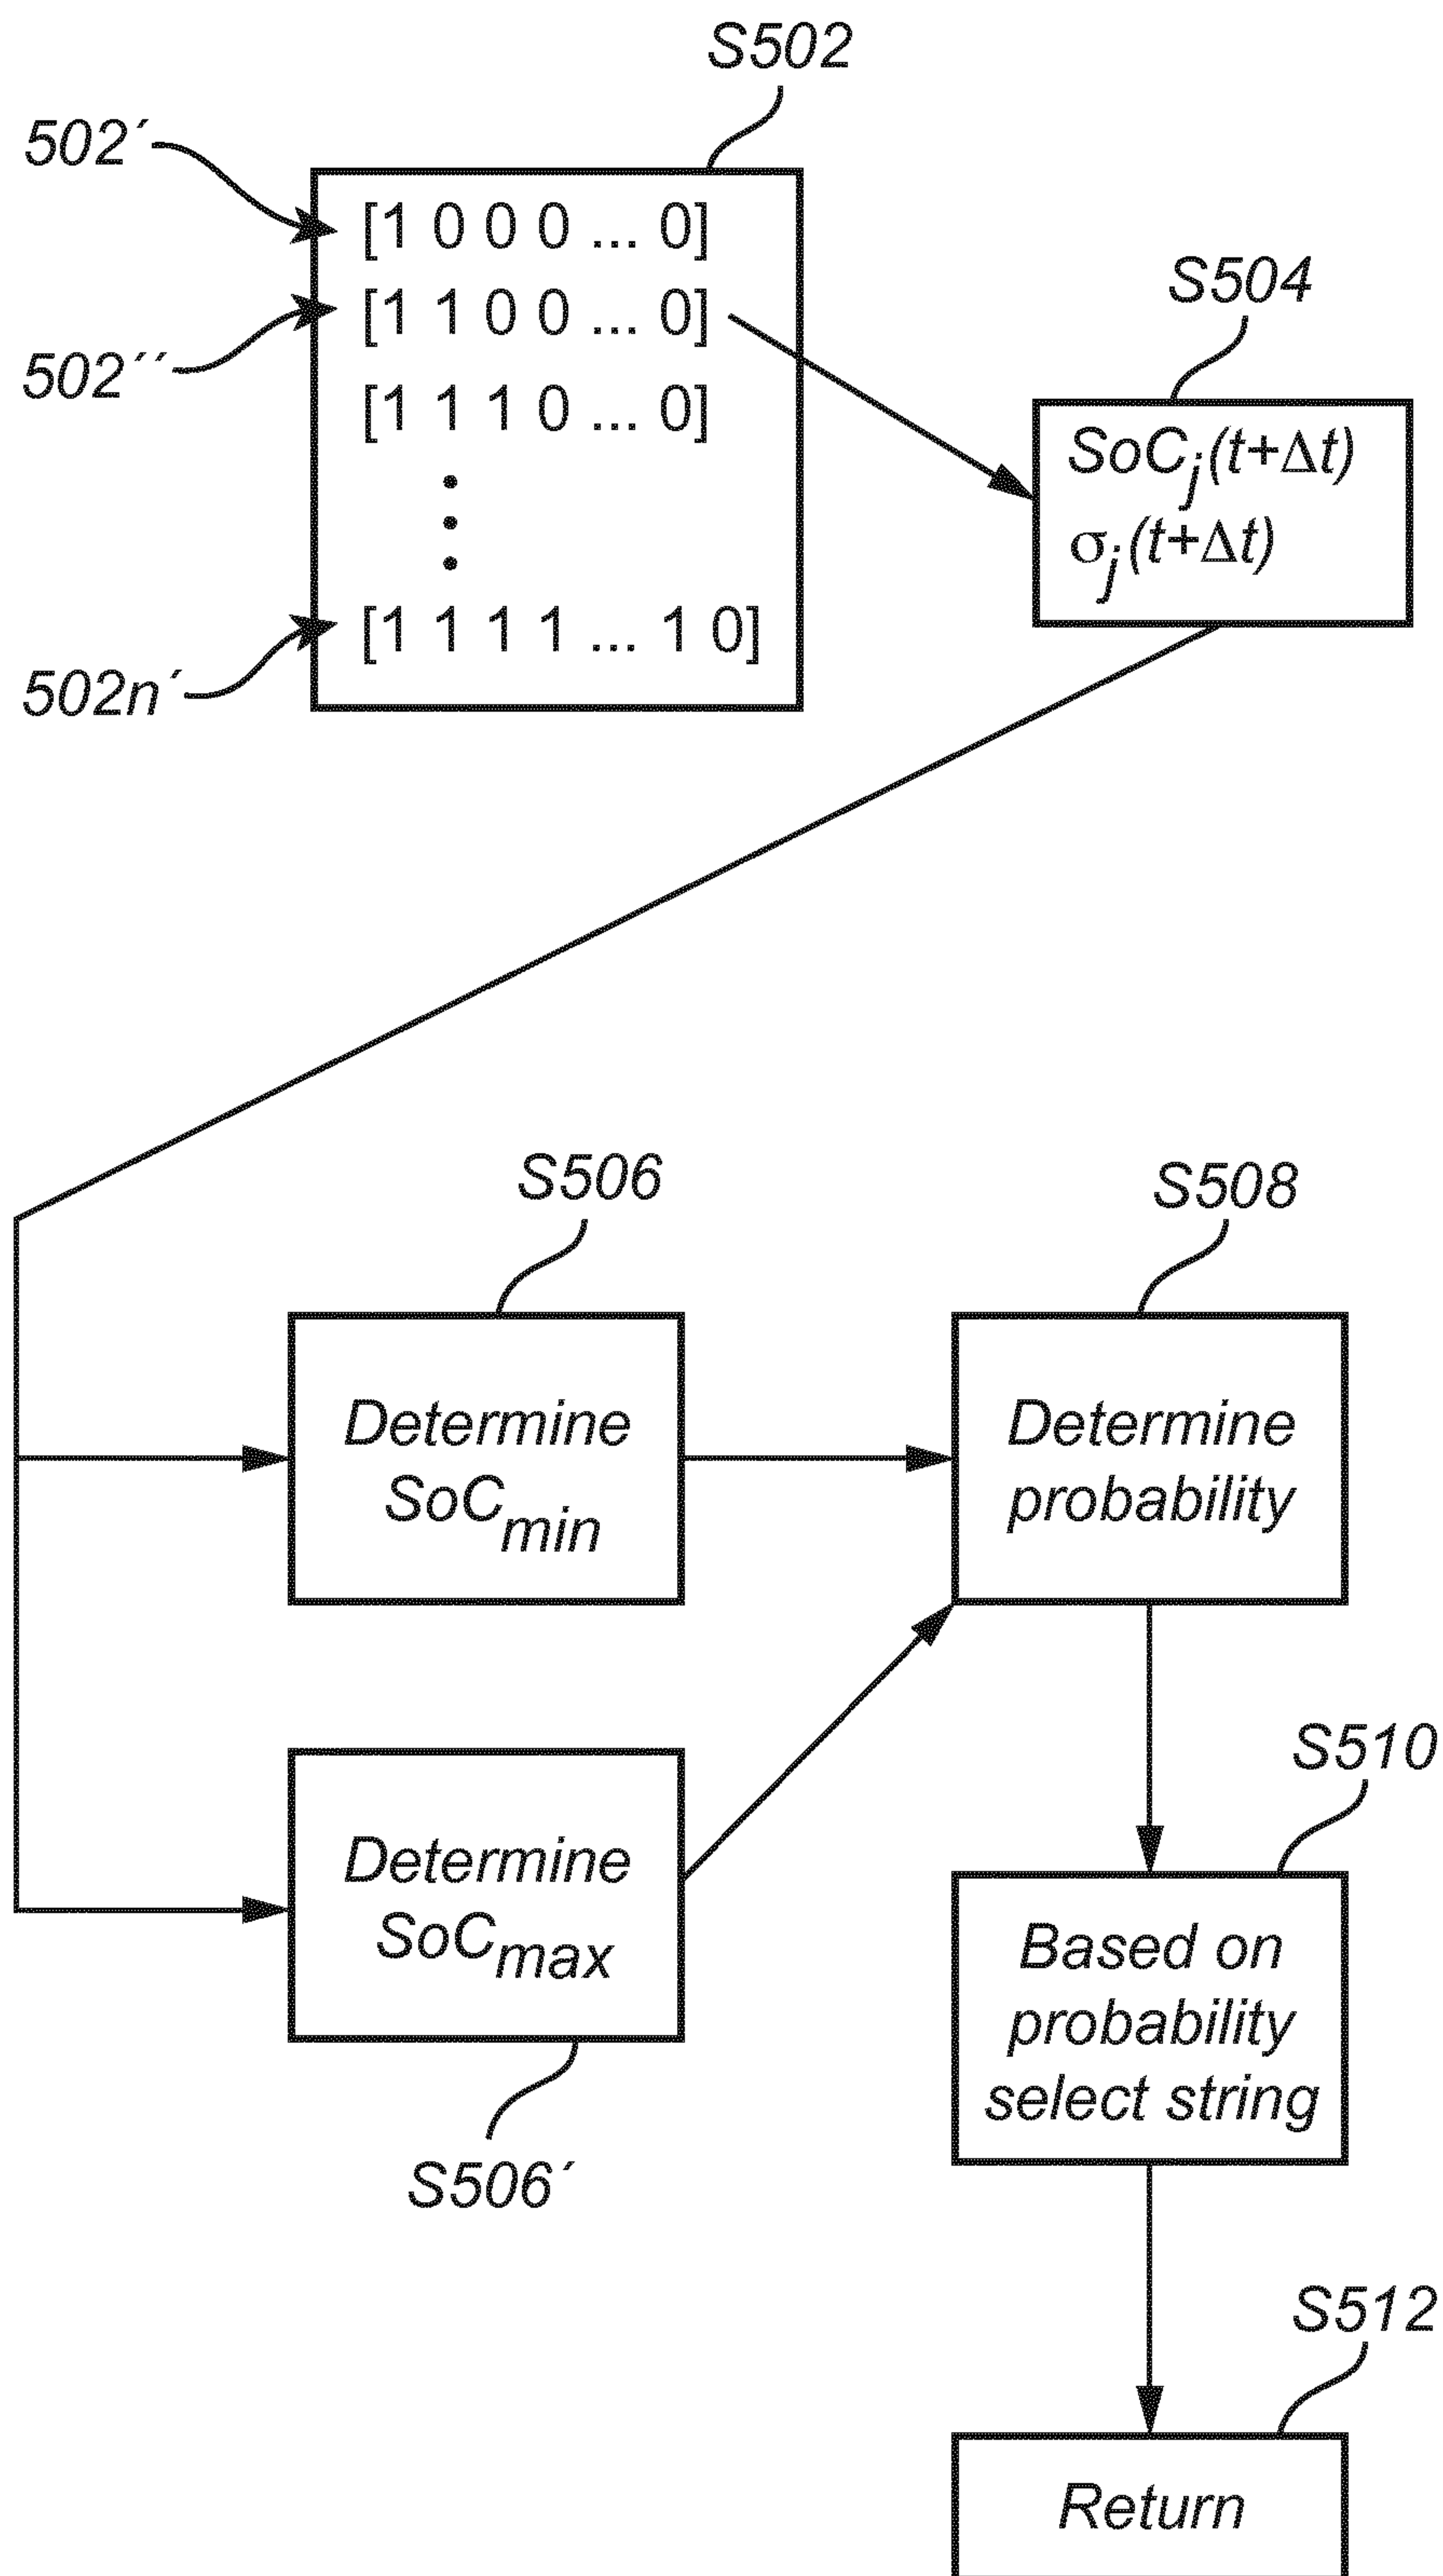 S502
502´
[1 0 0 0 ... 0]
502´´
[1 1 0 0 ... 0]
[1 1 1 0 ... 0]
502n´
[1 1 1 1 ... 1 0]
S504
SoCj(t+Δt)
σj(t+Δt)
S506
Determine
SoCmin
S508
Determine
probability
Determine
SoCmax
S506´
S510
Based on
probability
select string
S512
Return